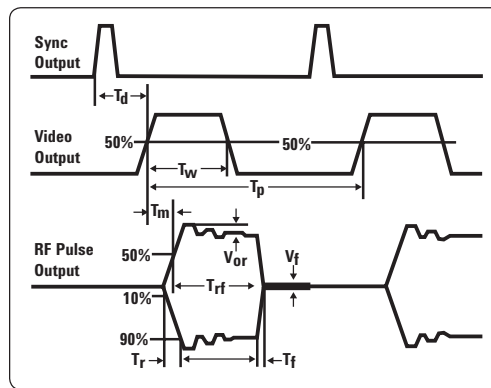 Sync
Output
Td
Video
Output
50%
50%
Tw
Tp
Tm
RF Pulse
Output
50%
Vor
Vf
Trf
10%
90%
Tr
Tf